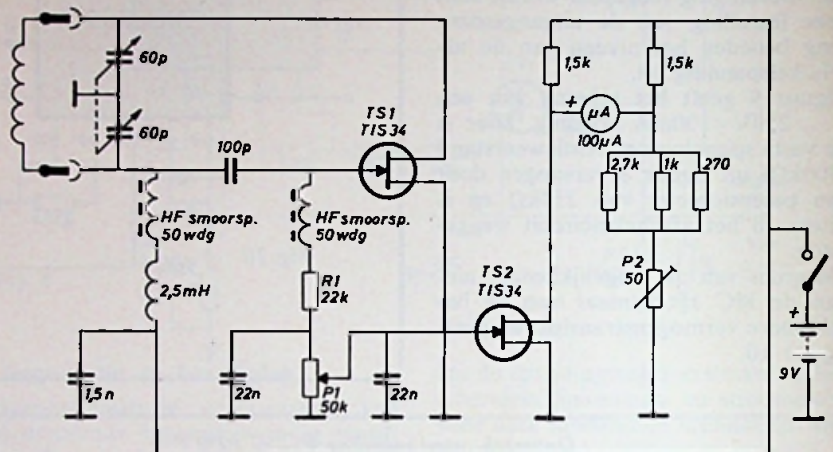 60p
60p
100p
TS1
TIS34
HF smoorsp.
50wdg
2,5mH
1,5n
22n
HF smoorsp.
50wdg
R1
22k
P1
50k
22n
TS2
TIS34
1,5k
1,5k
+
µA
100µA
2,7k
1k
270
P2
50
+
9V